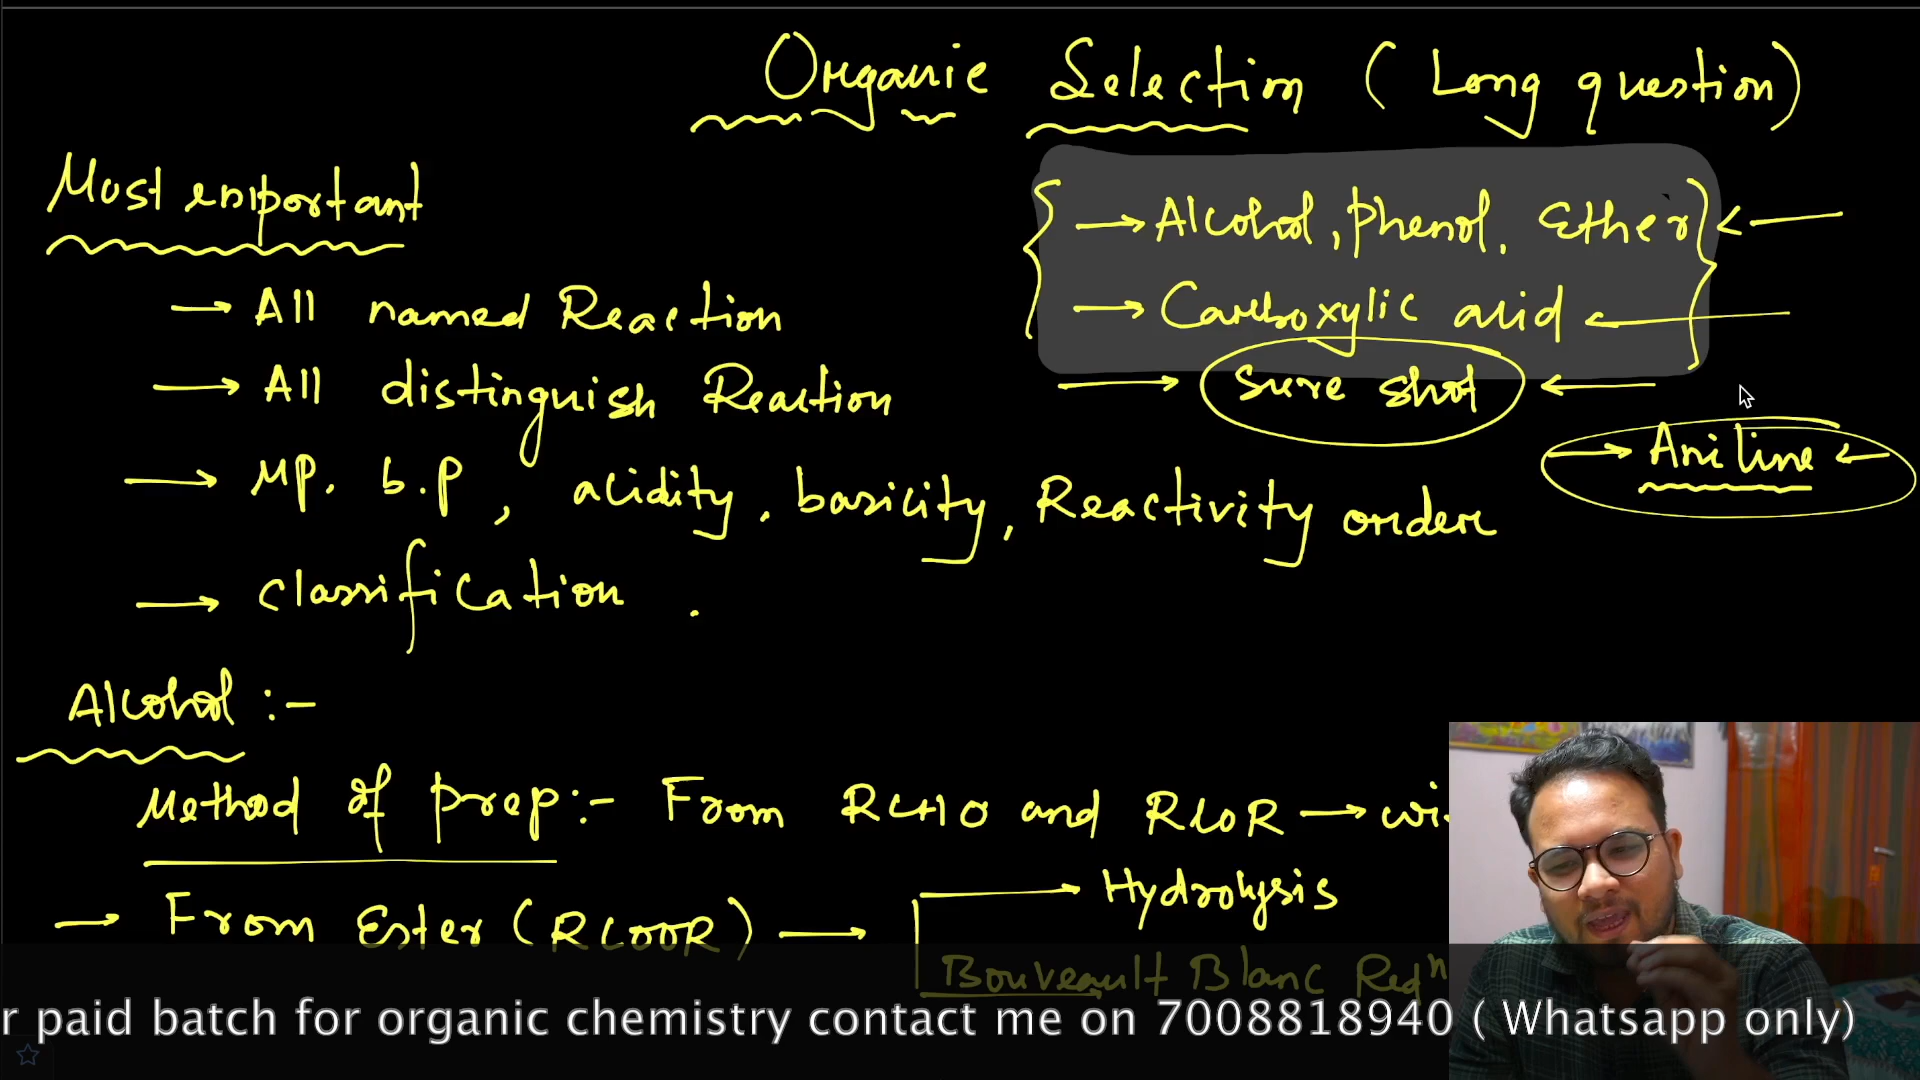 Organic Selection (Long question)
Most important
→ Alcohol, phenol, Ether ←
→ Carboxylic acid ←
→ All named Reaction
→ Sure shot ←
→ All distinguish Reaction
→ Aniline ←
→ MP. b.p, acidity, basicity, Reactivity order
→ classification .
Alcohol :-
Method of prep:- From RCHO and RCOR → wi
→ From Ester (RCOOR) → Hydrolysis
Bouveault Blanc Redⁿ
r paid batch for organic chemistry contact me on 7008818940 ( Whatsapp only)